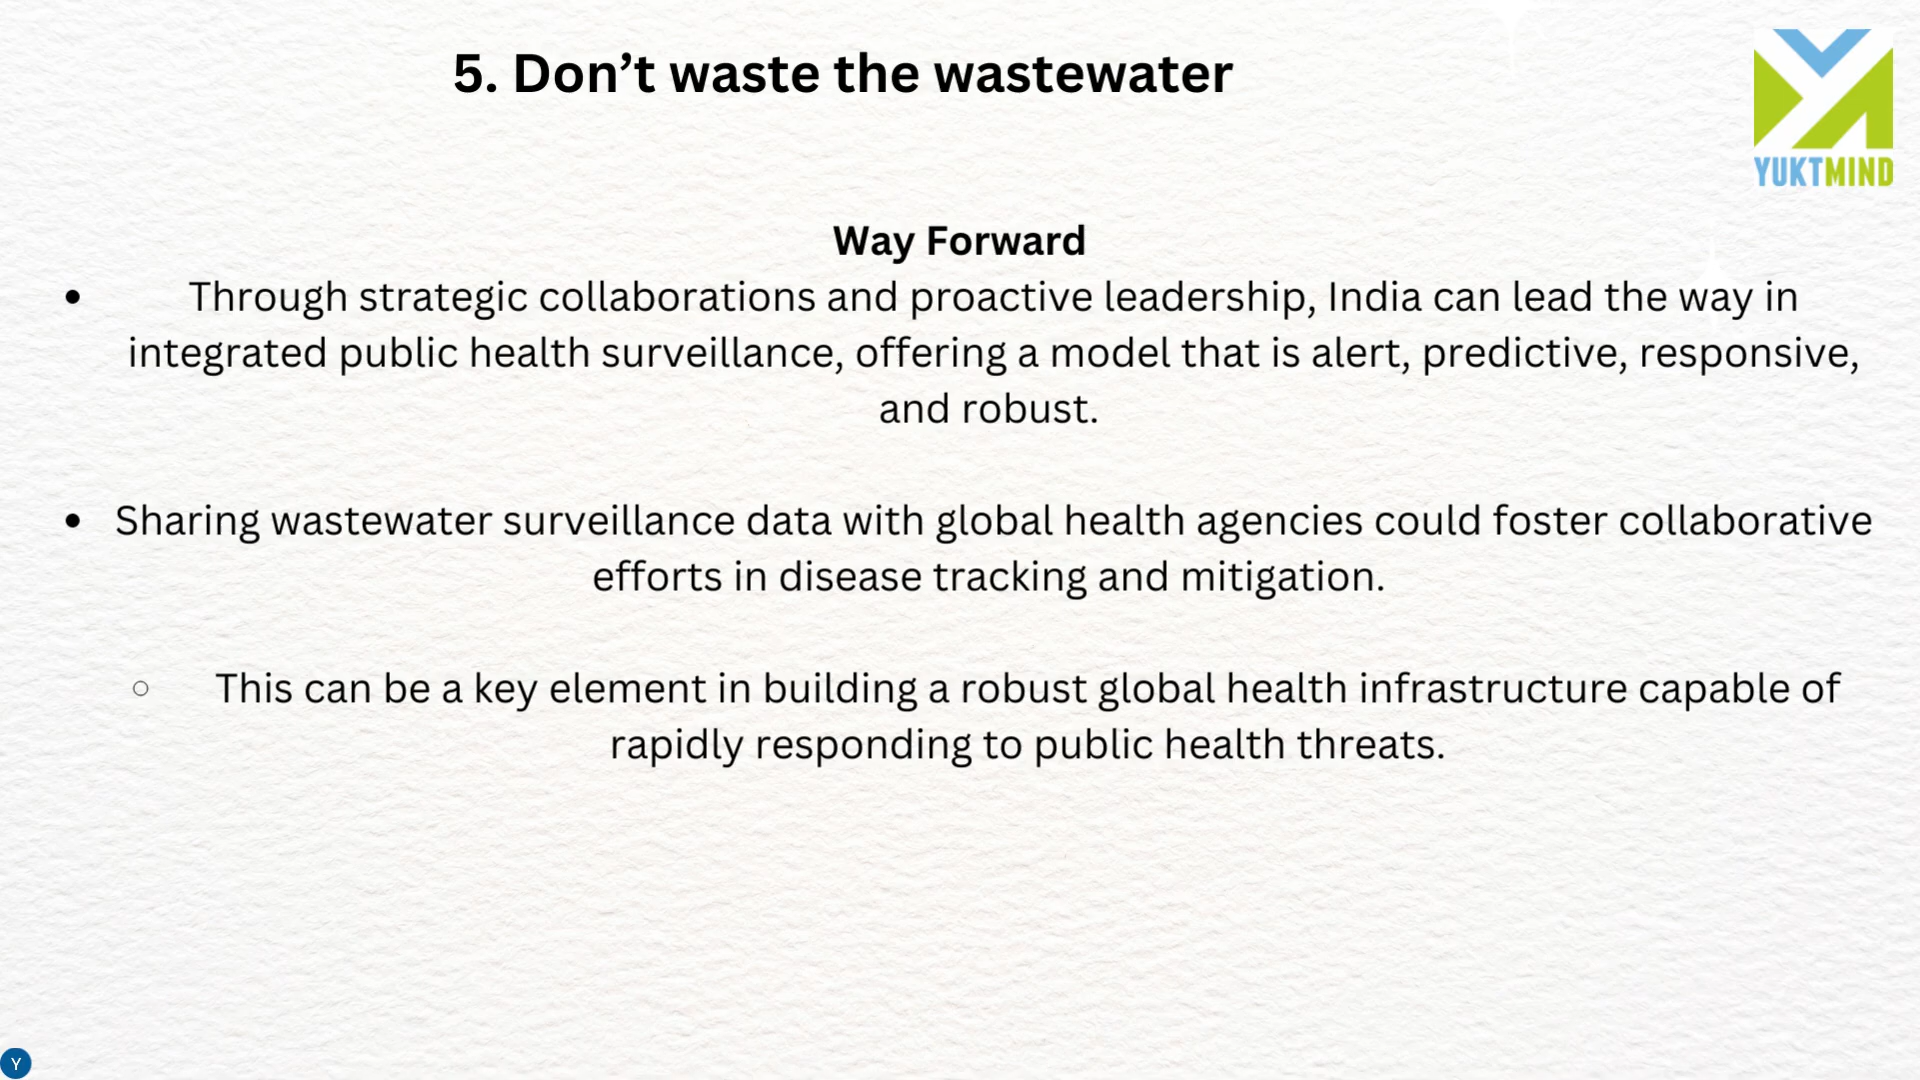 5. Don’t waste the wastewater
YUKTMIND
Way Forward
• Through strategic collaborations and proactive leadership, India can lead the way in
integrated public health surveillance, offering a model that is alert, predictive, responsive,
and robust.
• Sharing wastewater surveillance data with global health agencies could foster collaborative
efforts in disease tracking and mitigation.
○ This can be a key element in building a robust global health infrastructure capable of
rapidly responding to public health threats.
Y